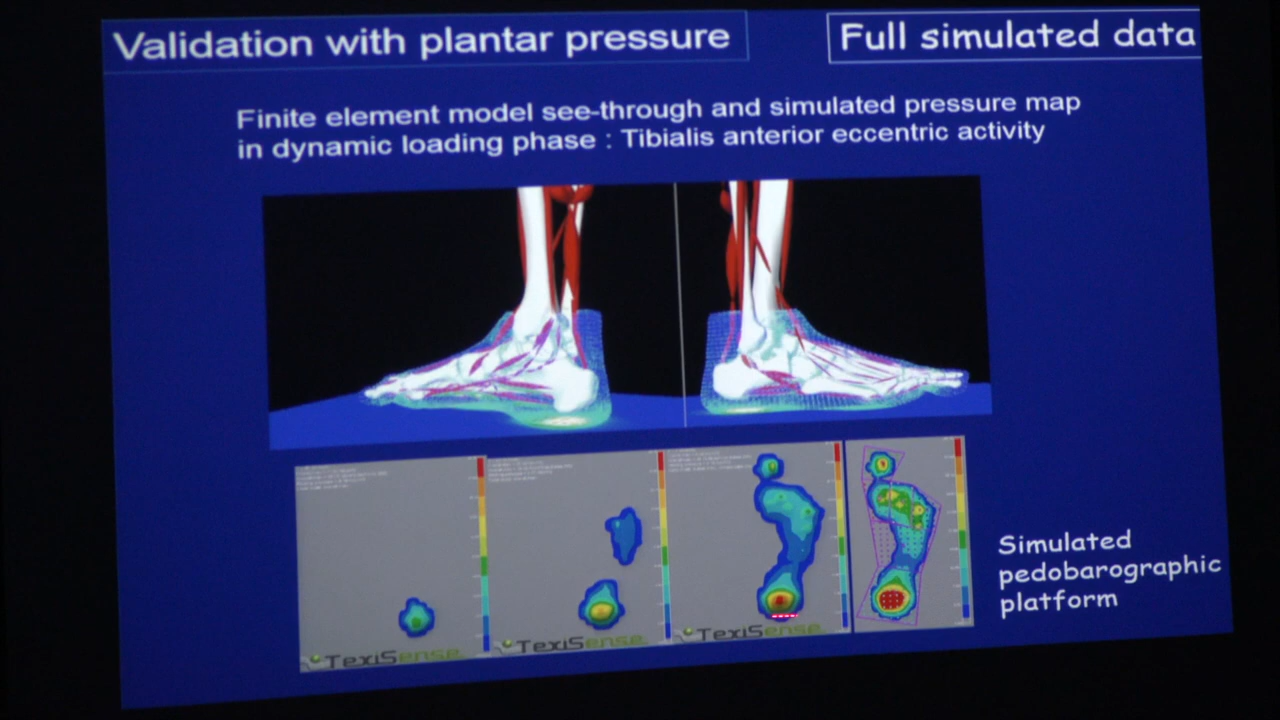 Validation with plantar pressure
Full simulated data
Finite element model see-through and simulated pressure map
in dynamic loading phase : Tibialis anterior eccentric activity
Simulated
pedobarographic
platform
TexiSense
TexiSense
TexiSense